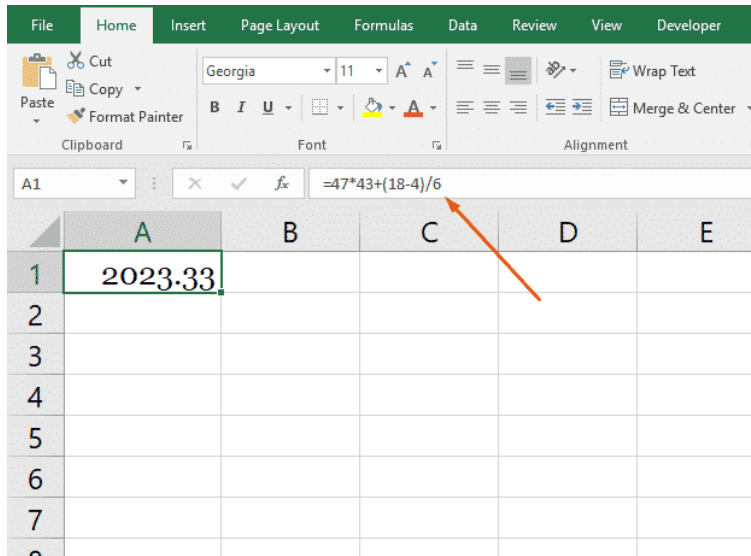 File Home Insert Page Layout Formulas Data Review View Developer
Cut
Copy
Format Painter
Paste
Georgia 11 A A
B I U A
Wrap Text
Merge & Center
Clipboard Font Alignment
A1 fx =47*43+(18-4)/6
A B C D E
1 2023.33
2
3
4
5
6
7